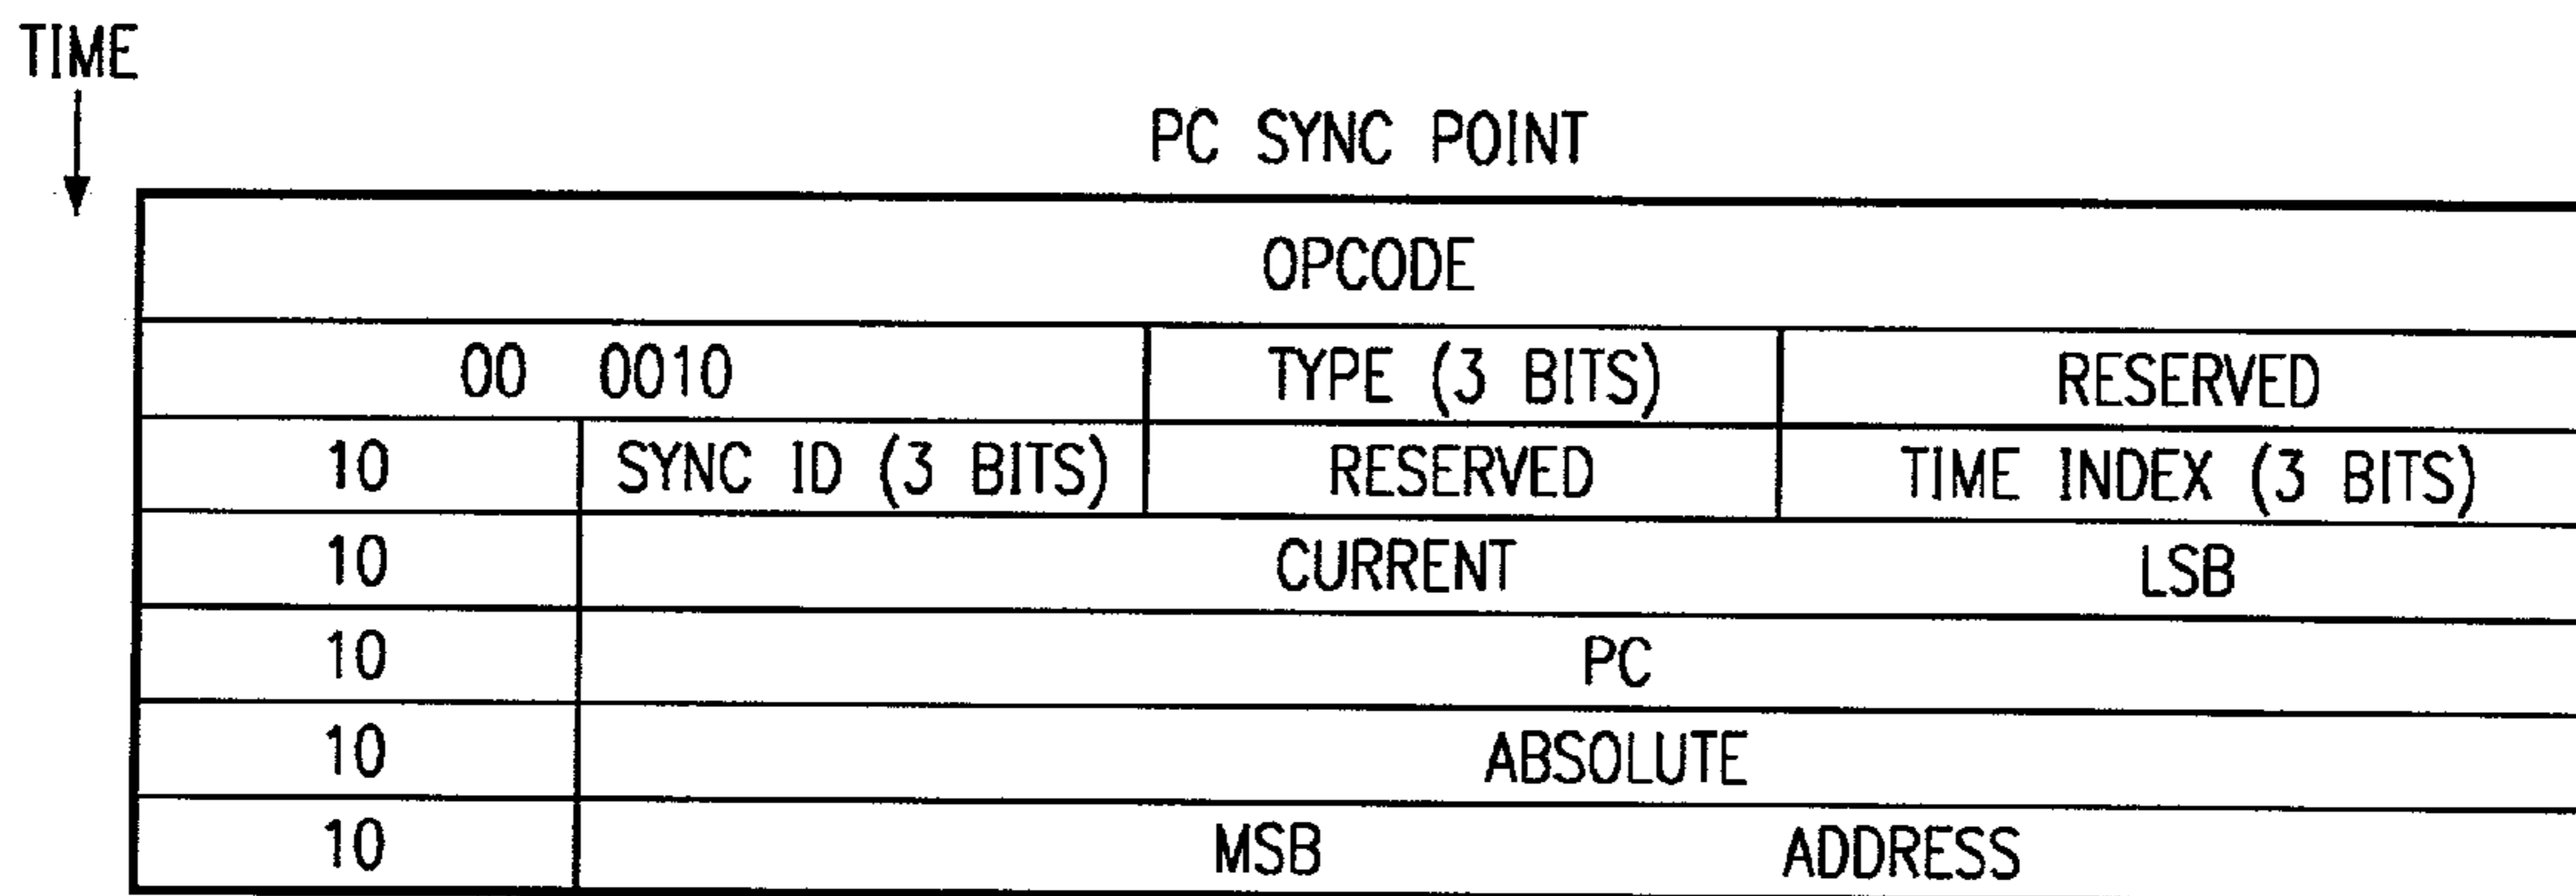 TIME
PC SYNC POINT
OPCODE
00 0010 TYPE (3 BITS) RESERVED
10 SYNC ID (3 BITS) RESERVED TIME INDEX (3 BITS)
10 CURRENT LSB
10 PC
10 ABSOLUTE
10 MSB ADDRESS